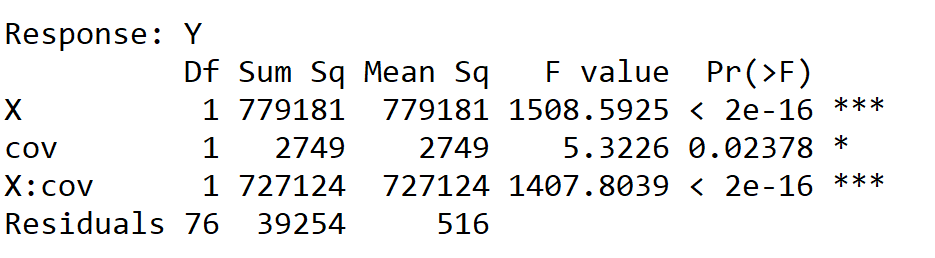 Response: Y
Df Sum Sq Mean Sq F value Pr(>F)
X 1 779181 779181 1508.5925 < 2e-16 ***
cov 1 2749 2749 5.3226 0.02378 *
X:cov 1 727124 727124 1407.8039 < 2e-16 ***
Residuals 76 39254 516